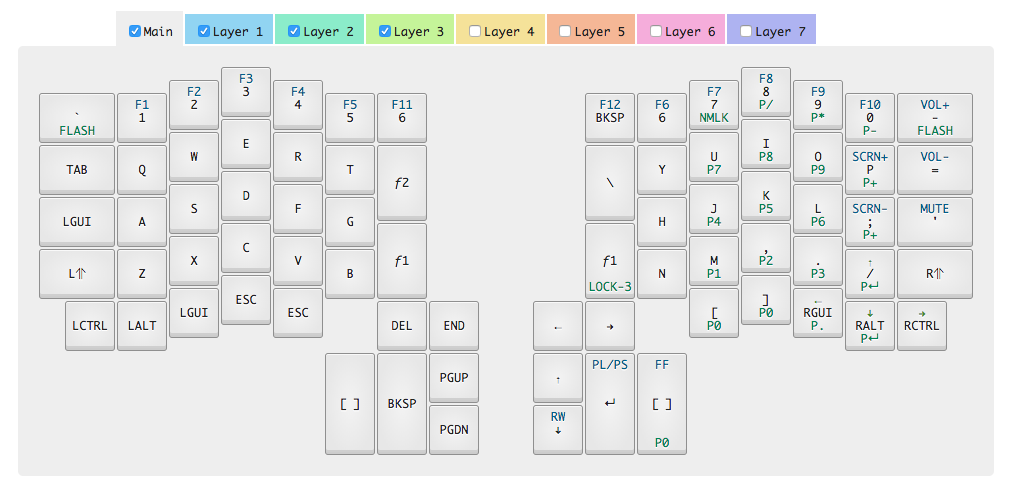 Main
Layer 1
Layer 2
Layer 3
Layer 4
Layer 5
Layer 6
Layer 7
`
FLASH
F1
1
F2
2
F3
3
F4
4
F5
5
F11
6
F12
BKSP
F6
6
F7
7
NMLK
F8
8
P/
F9
9
P*
F10
0
P-
VOL+
-
FLASH
TAB
Q
W
E
R
T
ƒ2
\
Y
U
P7
I
P8
O
P9
SCRN+
P
P+
VOL-
=
LGUI
A
S
D
F
G
H
J
P4
K
P5
L
P6
SCRN-
;
P+
MUTE
'
L⇑
Z
X
C
V
B
ƒ1
ƒ1
LOCK-3
N
M
P1
,
P2
.
P3
↑
/
P↵
R⇑
LCTRL
LALT
LGUI
ESC
ESC
DEL
END
←
→
[
P0
]
P0
←
RGUI
P.
↓
RALT
P↵
→
RCTRL
[ ]
BKSP
PGUP
PGDN
↑
RW
↓
PL/PS
↵
FF
[ ]
P0